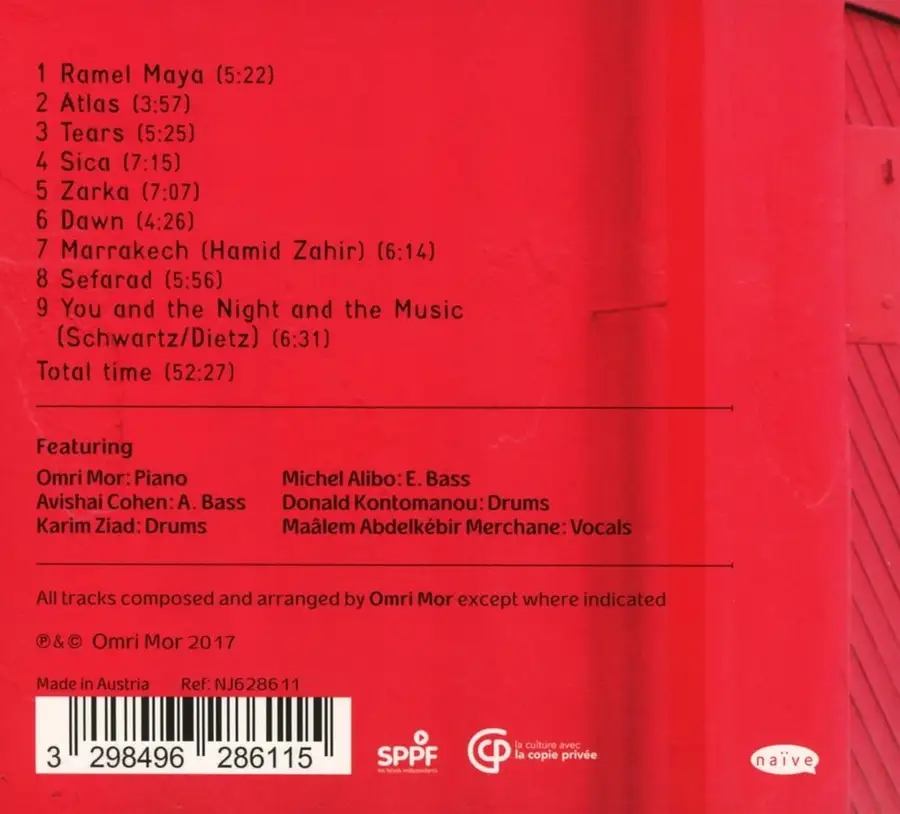 1 Ramel Maya (5:22)
2 Atlas (3:57)
3 Tears (5:25)
4 Sica (7:15)
5 Zarka (7:07)
6 Dawn (4:26)
7 Marrakech (Hamid Zahir) (6:14)
8 Sefarad (5:56)
9 You and the Night and the Music
(Schwartz/Dietz) (6:31)
Total time (52:27)
Featuring
Omri Mor: Piano
Avishai Cohen: A. Bass
Karim Ziad: Drums
Michel Alibo: E. Bass
Donald Kontomanou: Drums
Maâlem Abdelkébir Merchane: Vocals
All tracks composed and arranged by Omri Mor except where indicated
℗ & © Omri Mor 2017
Made in Austria Ref: NJ628611
3 298496 286115
SPPF
CP
la culture avec
la copie privée
naïve